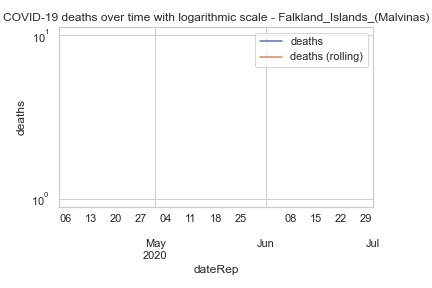 COVID-19 deaths over time with logarithmic scale - Falkland_Islands_(Malvinas)
10¹
deaths
deaths (rolling)
deaths
10⁰
06 13 20 27 04 11 18 25 08 15 22 29
May Jun Jul
2020
dateRep